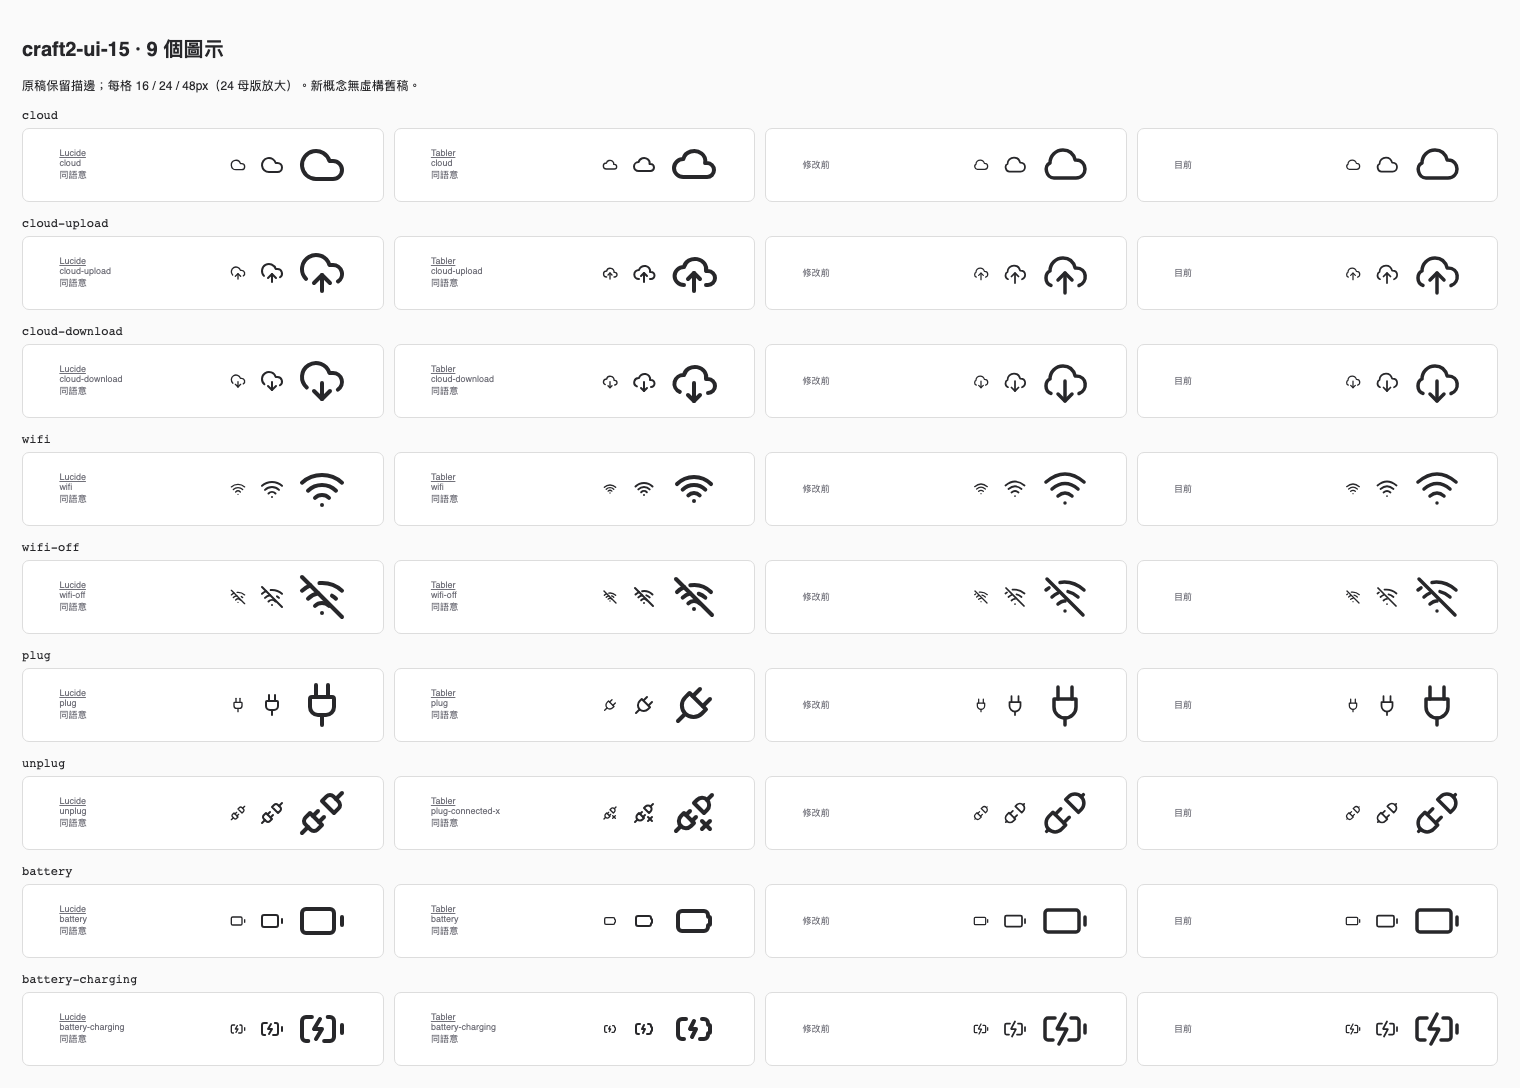 craft2-ui-15 · 9 個圖示
原稿保留描邊；每格 16 / 24 / 48px（24 母版放大）。新概念無虛構舊稿。
cloud
Lucide
cloud
同語意
Tabler
cloud
同語意
修改前
目前
cloud-upload
Lucide
cloud-upload
同語意
Tabler
cloud-upload
同語意
修改前
目前
cloud-download
Lucide
cloud-download
同語意
Tabler
cloud-download
同語意
修改前
目前
wifi
Lucide
wifi
同語意
Tabler
wifi
同語意
修改前
目前
wifi-off
Lucide
wifi-off
同語意
Tabler
wifi-off
同語意
修改前
目前
plug
Lucide
plug
同語意
Tabler
plug
同語意
修改前
目前
unplug
Lucide
unplug
同語意
Tabler
plug-connected-x
同語意
修改前
目前
battery
Lucide
battery
同語意
Tabler
battery
同語意
修改前
目前
battery-charging
Lucide
battery-charging
同語意
Tabler
battery-charging
同語意
修改前
目前